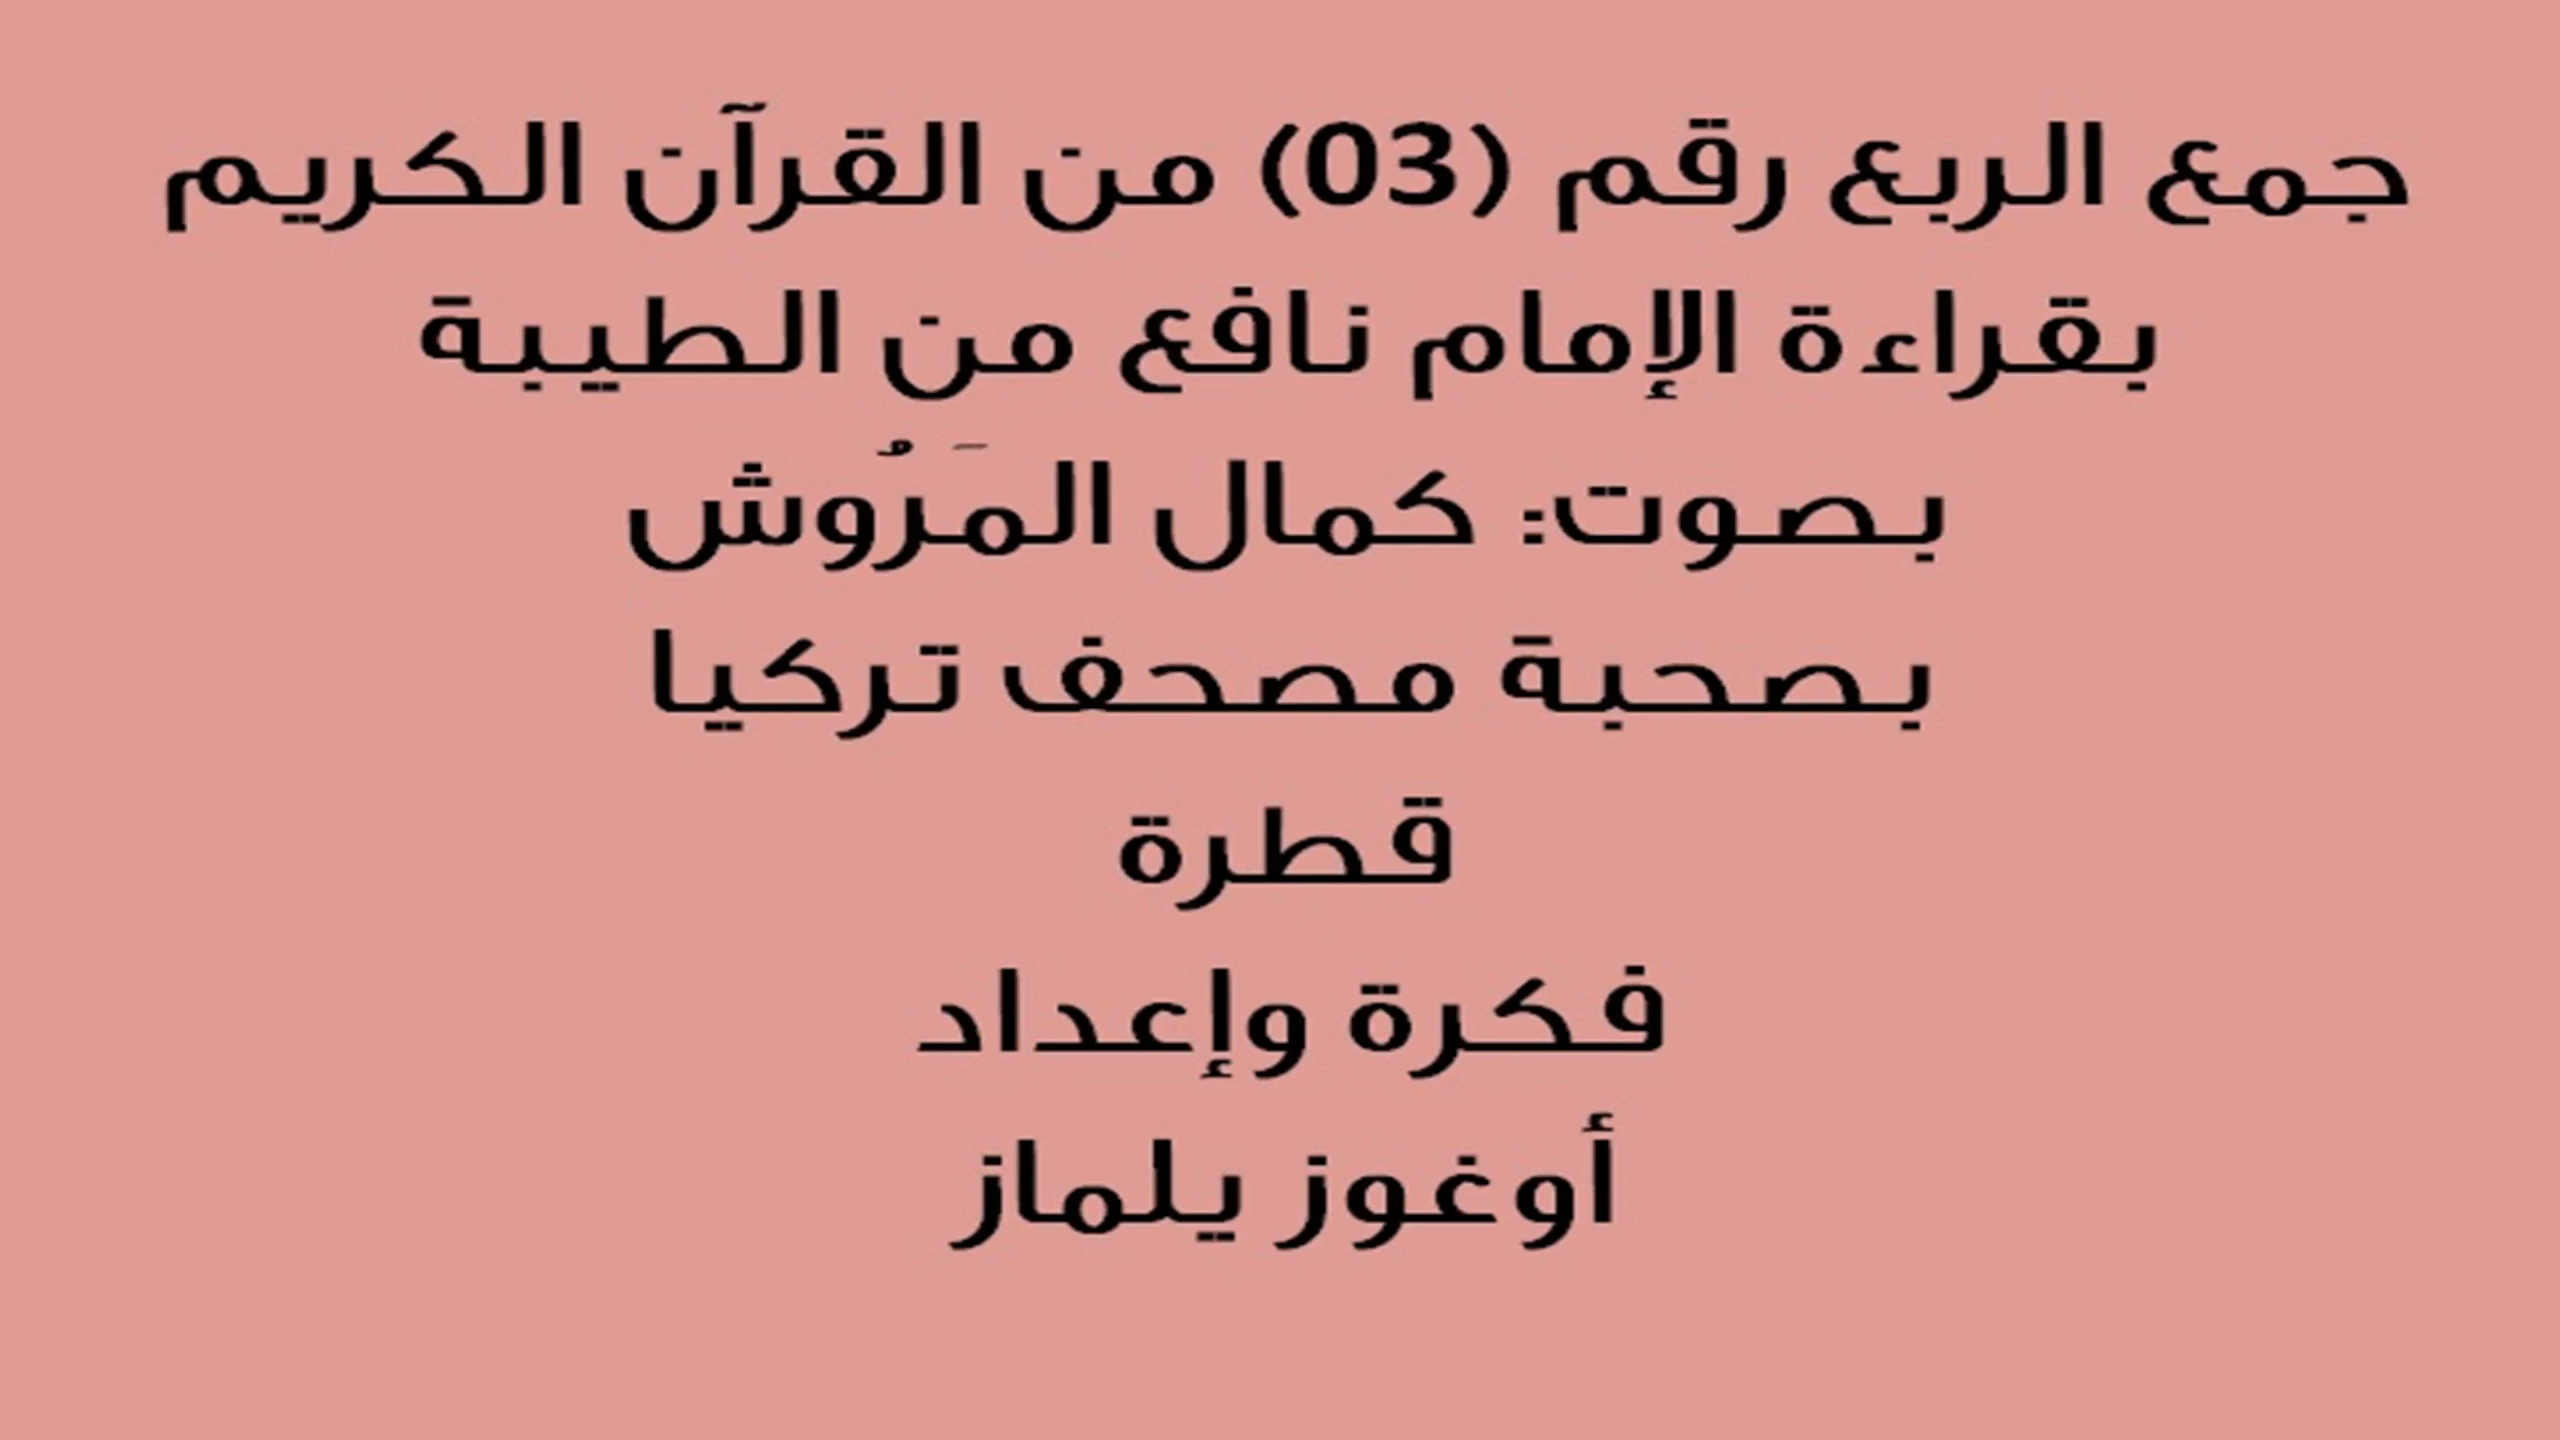 جمع الربع رقم (03) من القرآن الكريم
بقراءة الإمام نافع من الطيبة
بصوت: كمال المَرُوش
بصحبة مصحف تركيا
قطرة
فكرة وإعداد
أوغوز يلماز